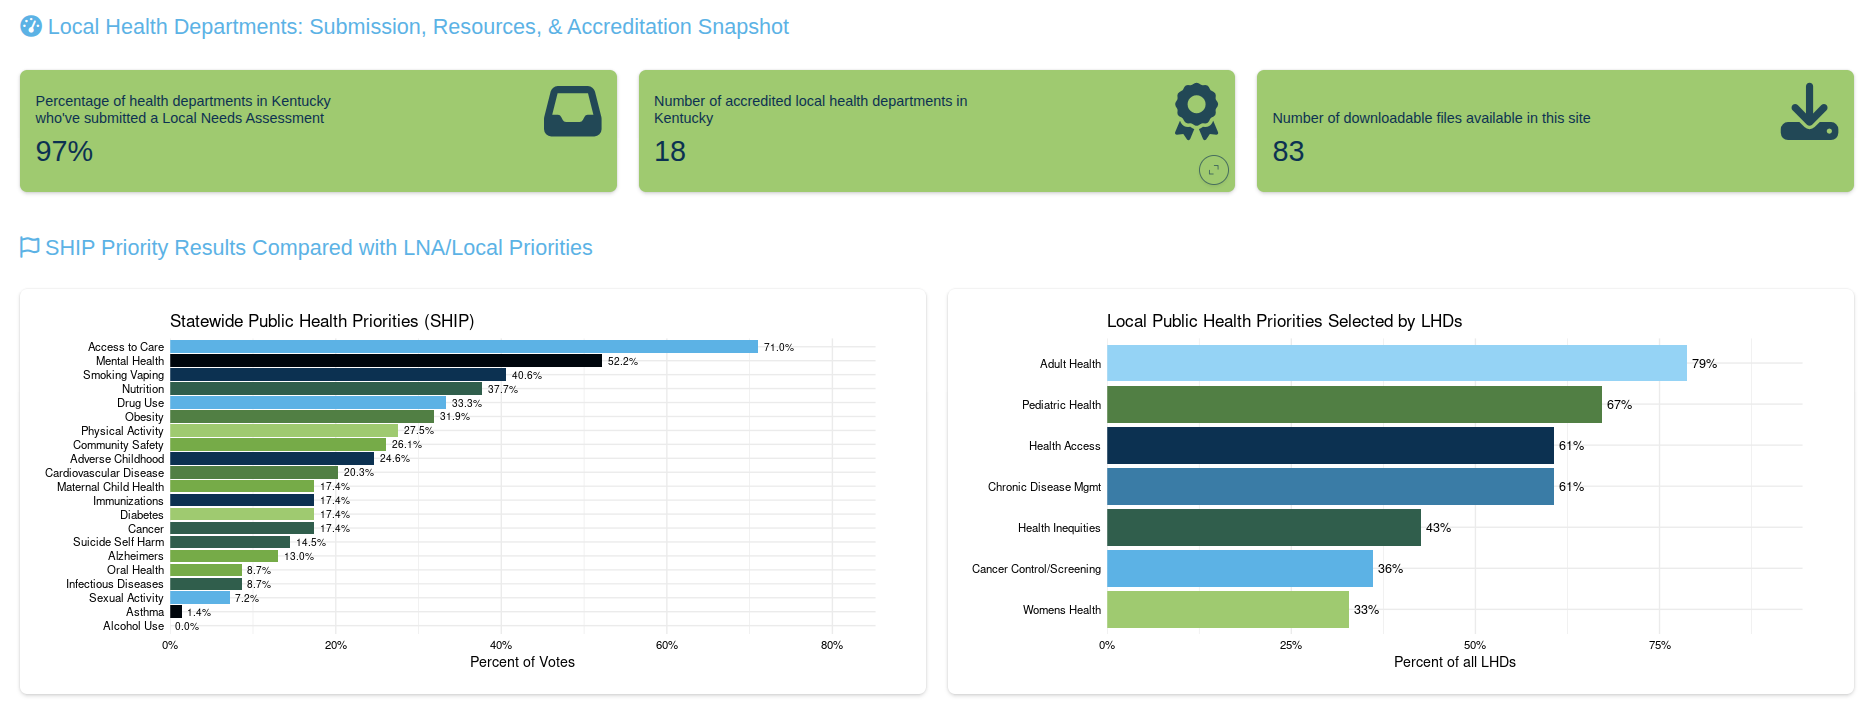 Local Health Departments: Submission, Resources, & Accreditation Snapshot
Percentage of health departments in Kentucky
who've submitted a Local Needs Assessment
97%
Number of accredited local health departments in
Kentucky
18
Number of downloadable files available in this site
83
SHIP Priority Results Compared with LNA/Local Priorities
Statewide Public Health Priorities (SHIP)
Access to Care 71.0%
Mental Health 52.2%
Smoking Vaping 40.6%
Nutrition 37.7%
Drug Use 33.3%
Obesity 31.9%
Physical Activity 27.5%
Community Safety 26.1%
Adverse Childhood 24.6%
Cardiovascular Disease 20.3%
Maternal Child Health 17.4%
Immunizations 17.4%
Diabetes 17.4%
Cancer 17.4%
Suicide Self Harm 14.5%
Alzheimers 13.0%
Oral Health 8.7%
Infectious Diseases 8.7%
Sexual Activity 7.2%
Asthma 1.4%
Alcohol Use 0.0%
0% 20% 40% 60% 80%
Percent of Votes
Local Public Health Priorities Selected by LHDs
Adult Health 79%
Pediatric Health 67%
Health Access 61%
Chronic Disease Mgmt 61%
Health Inequities 43%
Cancer Control/Screening 36%
Womens Health 33%
0% 25% 50% 75%
Percent of all LHDs